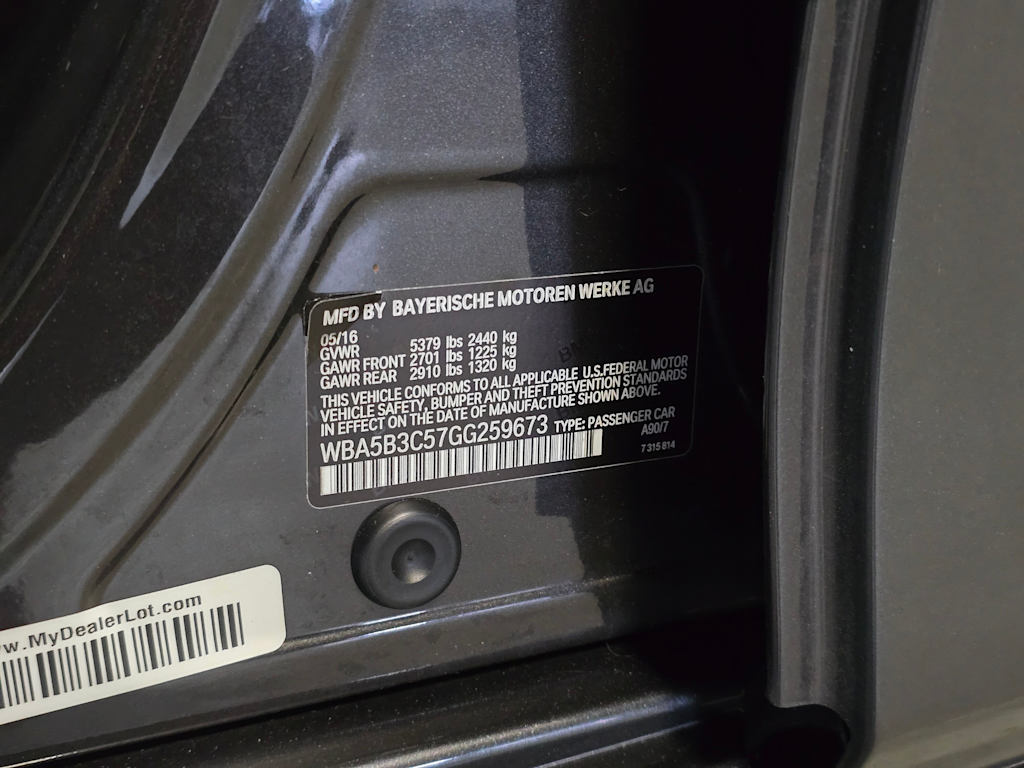 MFD BY BAYERISCHE MOTOREN WERKE AG
05/16
GVWR 5379 lbs 2440 kg
GAWR FRONT 2701 lbs 1225 kg
GAWR REAR 2910 lbs 1320 kg
THIS VEHICLE CONFORMS TO ALL APPLICABLE U.S.FEDERAL MOTOR
VEHICLE SAFETY, BUMPER AND THEFT PREVENTION STANDARDS
IN EFFECT ON THE DATE OF MANUFACTURE SHOWN ABOVE.
WBA5B3C57GG259673 TYPE: PASSENGER CAR
A90/7
7 315 814
w.MyDealerLot.com